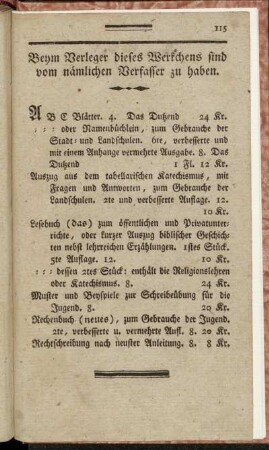 115
Beym Verleger dieses Werkchens sind
vom nämlichen Verfasser zu haben.
A B C Blätter. 4. Das Dutzend 24 Kr.
: : : oder Namenbüchlein, zum Gebrauche der
Stadt- und Landschulen. 6te, verbesserte und
mit einem Anhange vermehrte Ausgabe. 8. Das
Dutzend 1 Fl. 12 Kr.
Auszug aus dem tabellarischen Katechismus, mit
Fragen und Antworten, zum Gebrauche der
Landschulen. 2te und verbesserte Auflage. 12.
10 Kr.
Lesebuch (das) zum öffentlichen und Privatunter-
richte, oder kurzer Auszug biblischer Geschich-
ten nebst lehrreichen Erzählungen. 1stes Stück.
5te Auflage. 12. 10 Kr.
: : : dessen 2tes Stück: enthält die Religionslehren
oder Katechismus. 8. 24 Kr.
Muster und Beyspiele zur Schreibeübung für
die Jugend. 8. 20 Kr.
Rechenbuch (neues), zum Gebrauche der Jugend.
2te, verbesserte u. vermehrte Aufl. 8. 20 Kr.
Rechtschreibung nach neuster Anleitung. 8. 8 Kr.